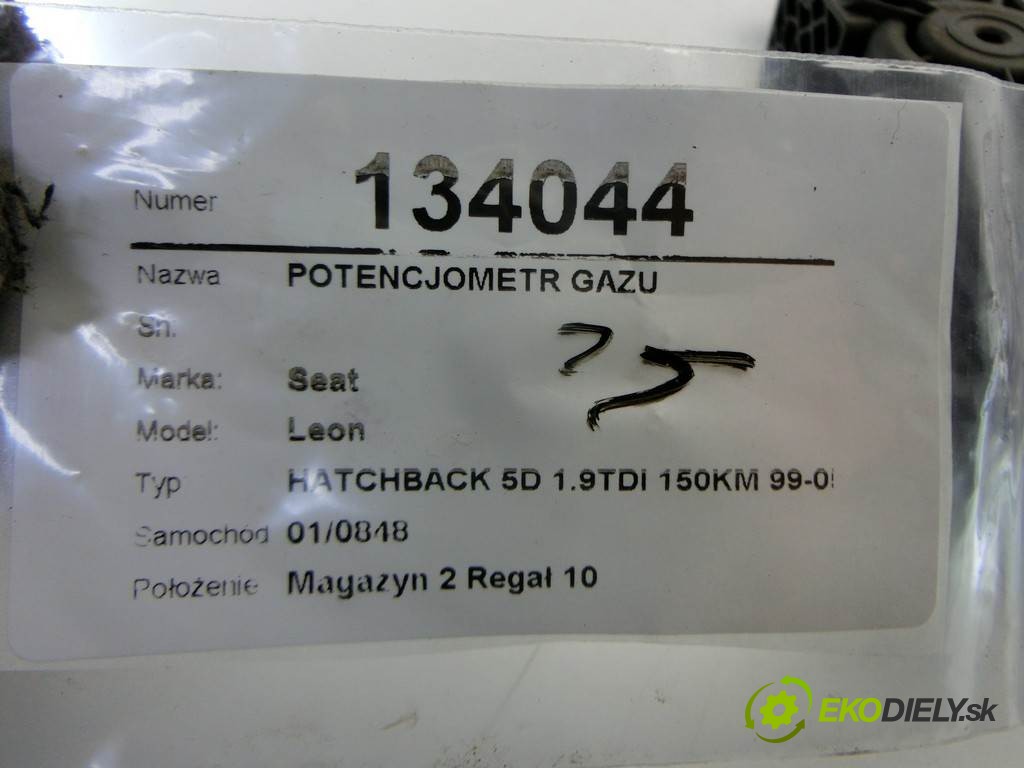 Numer 134044
Nazwa POTENCJOMETR GAZU
Sn:
Marka: Seat
Model: Leon
Typ HATCHBACK 5D 1.9TDI 150KM 99-0
Samochód 01/0848
Położenie Magazyn 2 Regał 10
EKODIELY.sk